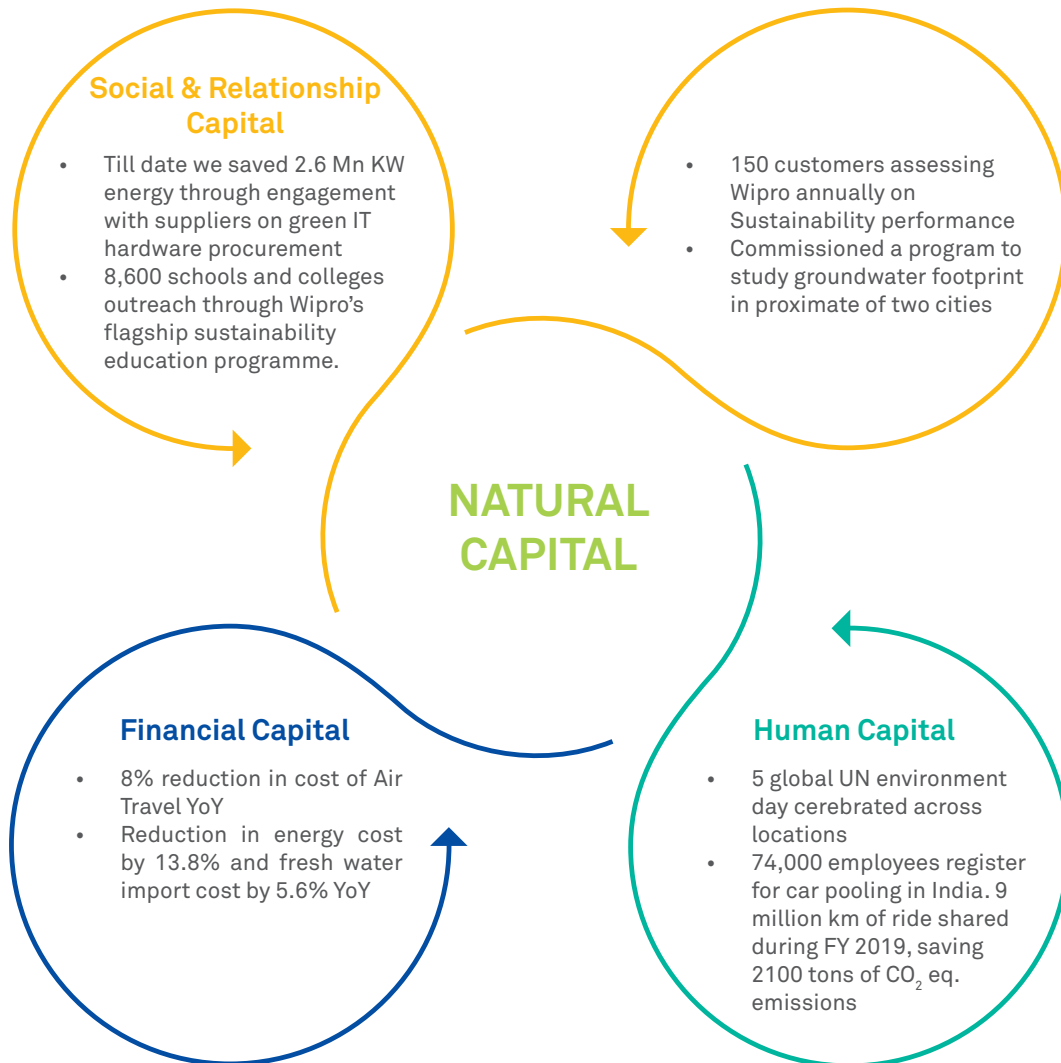 Social & Relationship
Capital
• Till date we saved 2.6 Mn KW
energy through engagement
with suppliers on green IT
hardware procurement
• 8,600 schools and colleges
outreach through Wipro’s
flagship sustainability
education programme.
• 150 customers assessing
Wipro annually on
Sustainability performance
• Commissioned a program to
study groundwater footprint
in proximate of two cities
NATURAL
CAPITAL
Financial Capital
• 8% reduction in cost of Air
Travel YoY
• Reduction in energy cost
by 13.8% and fresh water
import cost by 5.6% YoY
Human Capital
• 5 global UN environment
day cerebrated across
locations
• 74,000 employees register
for car pooling in India. 9
million km of ride shared
during FY 2019, saving
2100 tons of CO₂ eq.
emissions